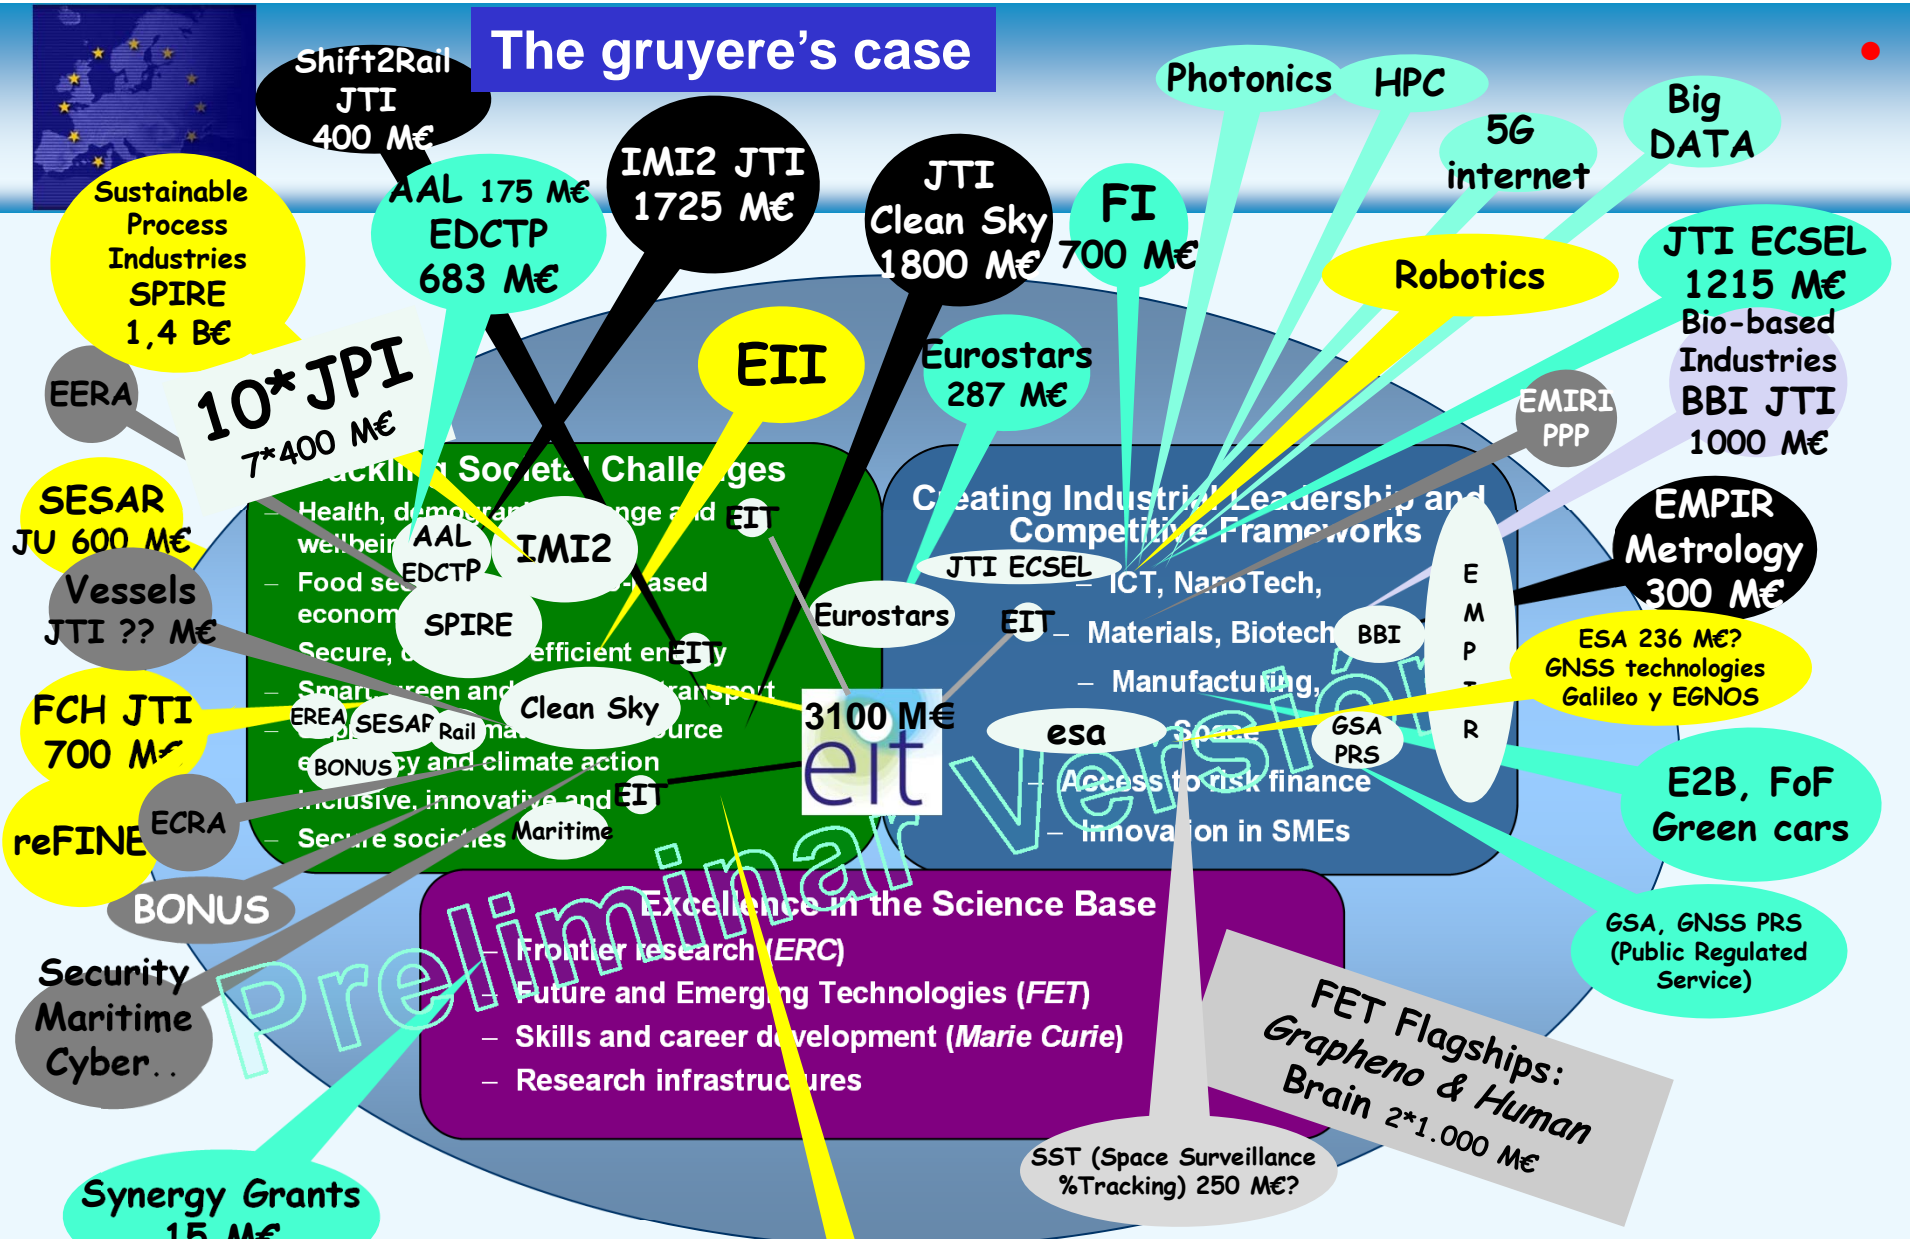 The gruyere's case
Shift2Rail
JTI
400 M€
Sustainable
Process
Industries
SPIRE
1,4 B€
AAL 175 M€
EDCTP
683 M€
IMI2 JTI
1725 M€
JTI
Clean Sky
1800 M€
FI
700 M€
Photonics
HPC
5G
internet
Big
DATA
Robotics
JTI ECSEL
1215 M€
Bio-based
Industries
BBI JTI
1000 M€
EERA
10*JPI
7*400 M€
EII
Eurostars
287 M€
EMIRI
PPP
EMPIR
Metrology
300 M€
SESAR
JU 600 M€
Vessels
JTI ?? M€
FCH JTI
700 M€
reFINE
ECRA
BONUS
Security
Maritime
Cyber..
Synergy Grants
15 M€
Tackling Societal Challenges
– Health, demographic change and
wellbeing
– Food
economy
– Secure, efficient energy
– Smart, green and transport
–
and climate action
– Inclusive, innovative and
– Secure societies
AAL
EDCTP
IMI2
SPIRE
EIT
EIT
Clean Sky
EREA
SESAR
Rail
BONUS
EIT
Maritime
3100 M€
eit
Creating Industrial Leadership and
Competitive Frameworks
– ICT, NanoTech,
– Materials, Biotech
– Manufacturing,
Space
– Access to risk finance
– Innovation in SMEs
JTI ECSEL
Eurostars
EIT
BBI
esa
GSA
PRS
E
M
P
I
R
ESA 236 M€?
GNSS technologies
Galileo y EGNOS
E2B, FoF
Green cars
GSA, GNSS PRS
(Public Regulated
Service)
Excellence in the Science Base
– Frontier research (ERC)
– Future and Emerging Technologies (FET)
– Skills and career development (Marie Curie)
– Research infrastructures
FET Flagships:
Grapheno & Human
Brain 2*1.000 M€
SST (Space Surveillance
%Tracking) 250 M€?
Preliminar Versión